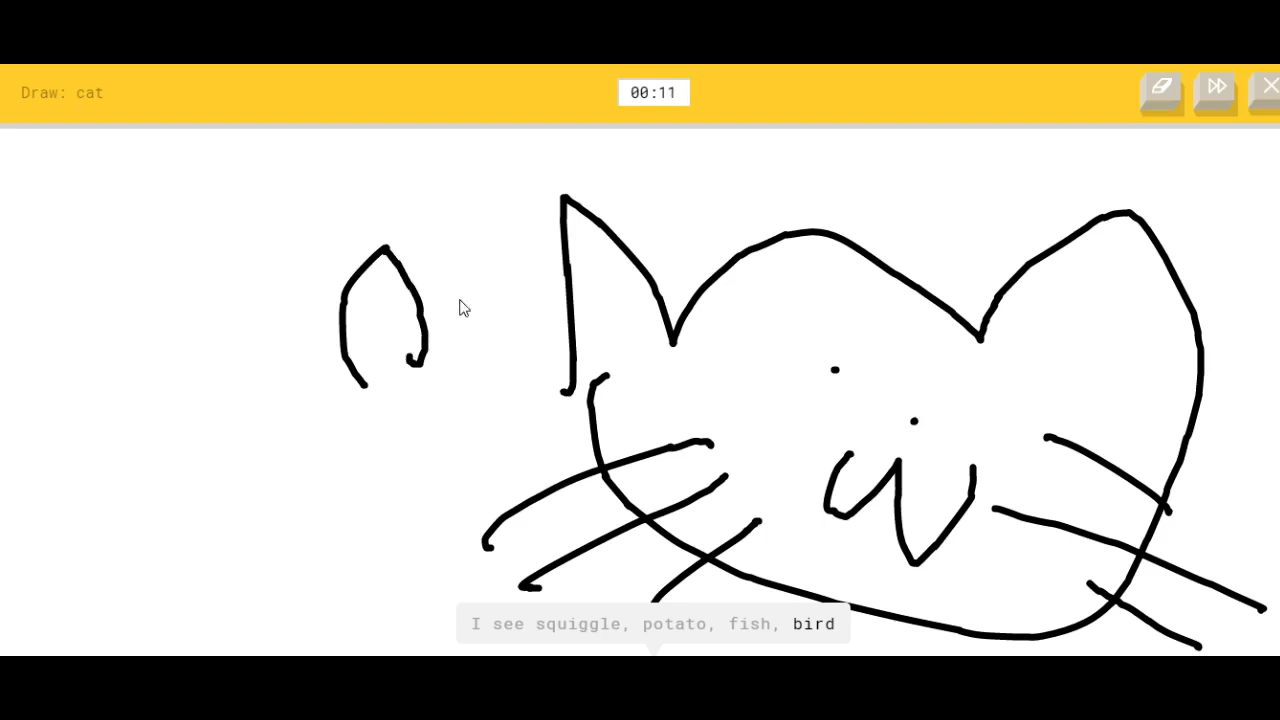 Draw: cat
00:11
I see squiggle, potato, fish, bird